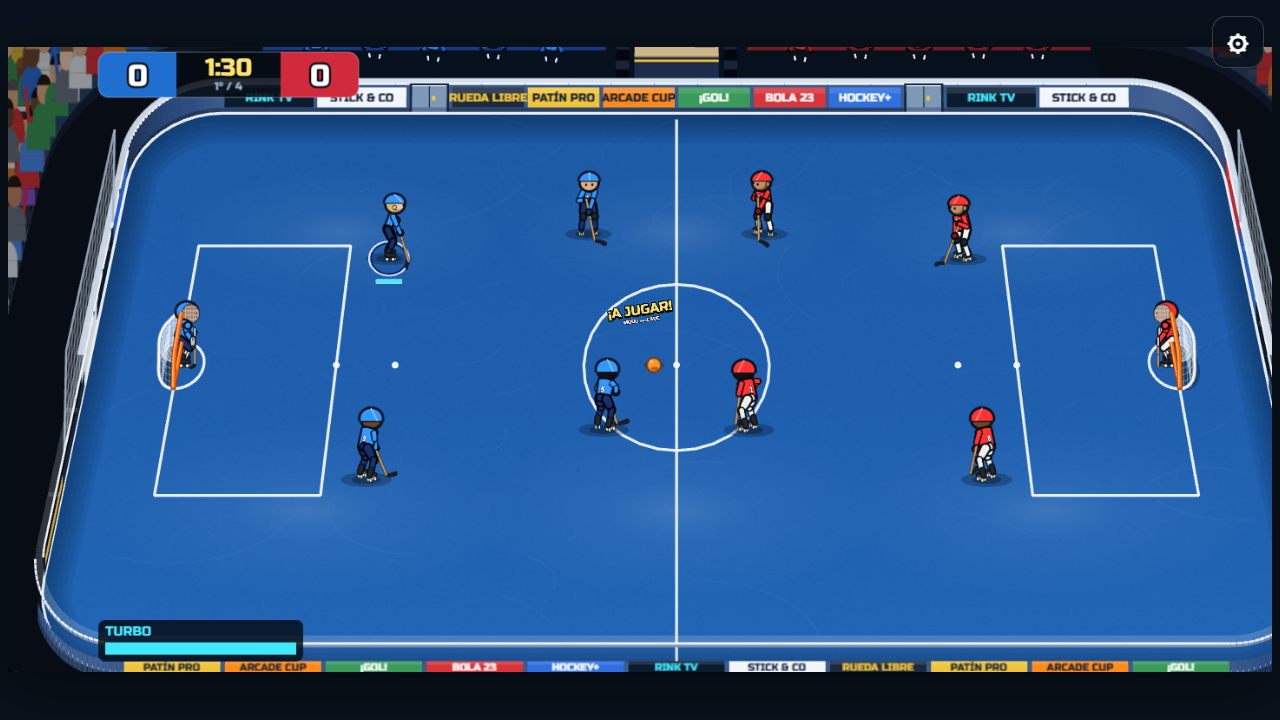 0 1:30 0
1º / 4
RINK TV STICK & CO RUEDA LIBRE PATÍN PRO ARCADE CUP ¡GOL! BOLA 23 HOCKEY+ RINK TV STICK & CO
¡A JUGAR!
TURBO
PATÍN PRO ARCADE CUP ¡GOL! BOLA 23 HOCKEY+ RINK TV STICK & CO RUEDA LIBRE PATÍN PRO ARCADE CUP ¡GOL!